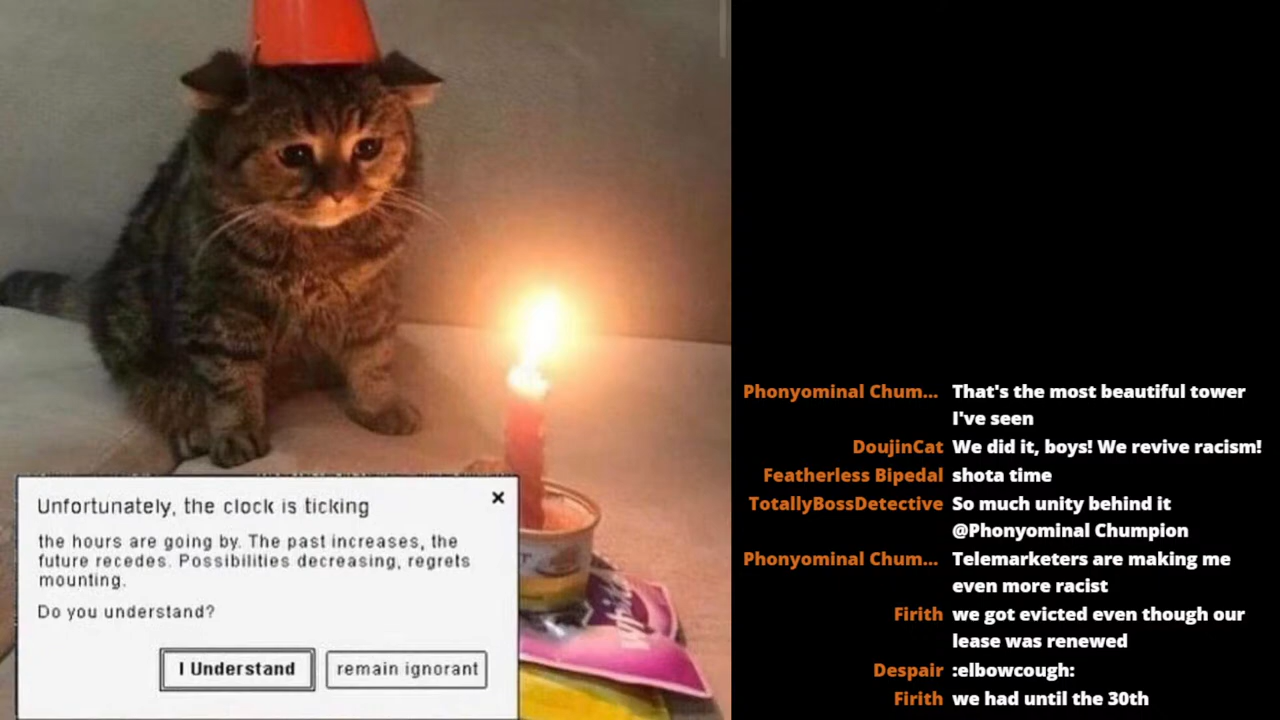 Unfortunately, the clock is ticking
the hours are going by. The past increases, the
future recedes. Possibilities decreasing, regrets
mounting.
Do you understand?
I Understand
remain ignorant
Phonyominal Chum... That's the most beautiful tower
I've seen
DoujinCat We did it, boys! We revive racism!
Featherless Bipedal shota time
TotallyBossDetective So much unity behind it
@Phonyominal Chumpion
Phonyominal Chum... Telemarketers are making me
even more racist
Firith we got evicted even though our
lease was renewed
Despair :elbowcough:
Firith we had until the 30th